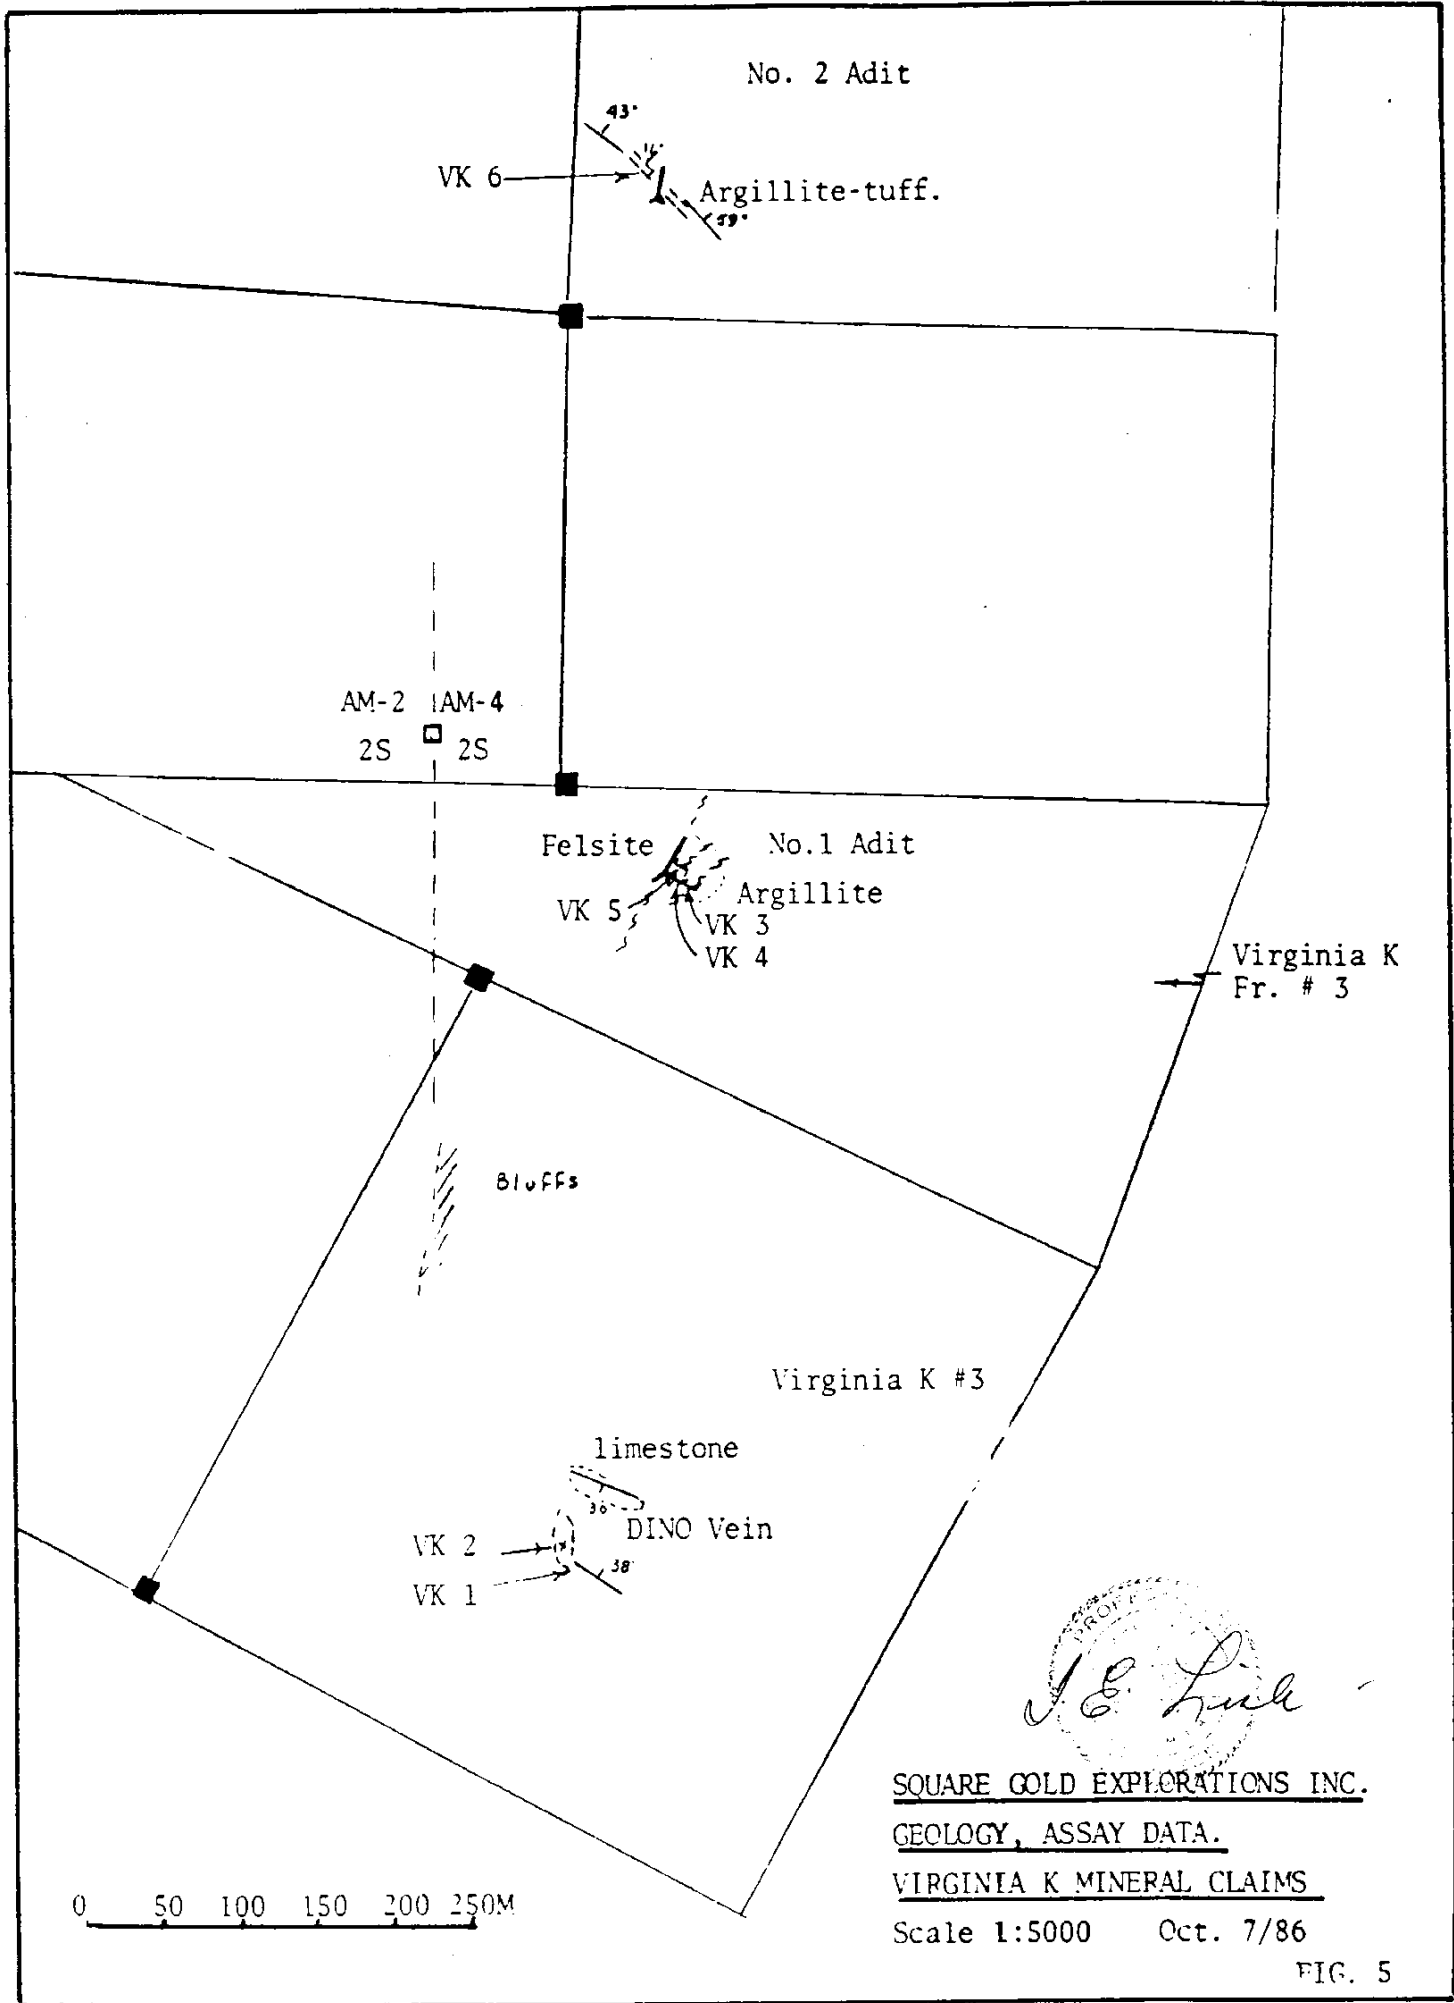 No. 2 Adit
43°
VK 6
Argillite-tuff.
59°
AM-2 AM-4
2S 2S
Felsite
No.1 Adit
Argillite
VK 5
VK 3
VK 4
Virginia K
Fr. # 3
Bluffs
Virginia K #3
limestone
30
DINO Vein
VK 2
38°
VK 1
PROFE
J E Lisle
SQUARE GOLD EXPLORATIONS INC.
GEOLOGY, ASSAY DATA.
VIRGINIA K MINERAL CLAIMS
0 50 100 150 200 250M
Scale 1:5000 Oct. 7/86
FIG. 5